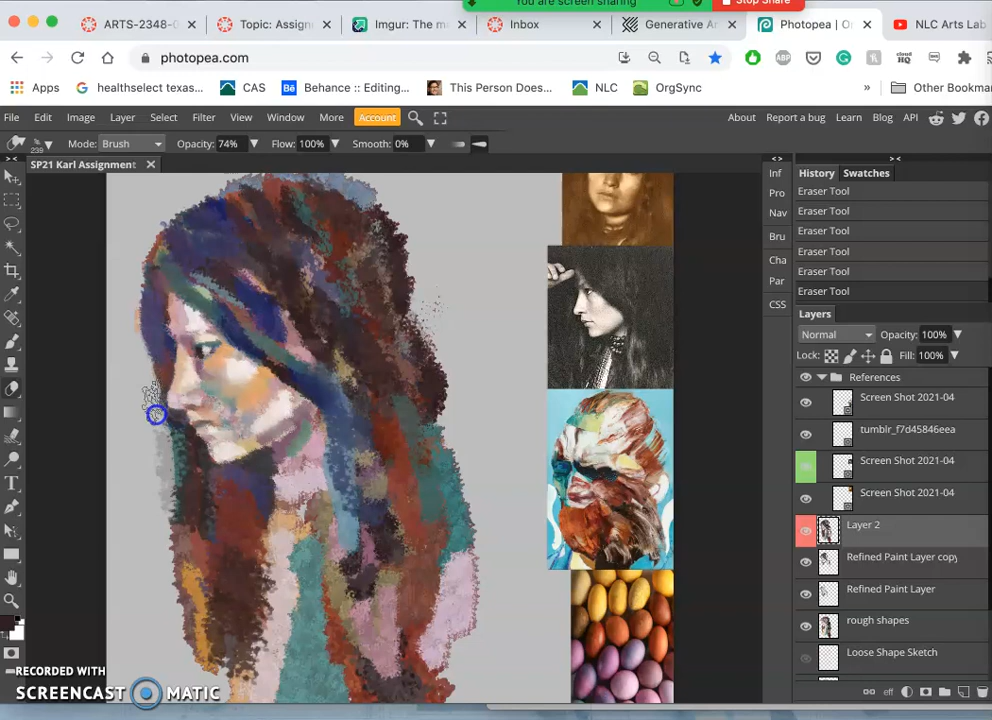 You are screen sharing Stop Share
ARTS-2348-0 Topic: Assignn Imgur: The m Inbox Generative Ar Photopea | O NLC Arts Lab
photopea.com
Apps healthselect texas... CAS Behance :: Editing... This Person Does... NLC OrgSync » Other Bookmar
File Edit Image Layer Select Filter View Window More Account About Report a bug Learn Blog API
239 Mode: Brush Opacity: 74% Flow: 100% Smooth: 0%
SP21 Karl Assignment
Inf
Pro
Nav
Bru
Cha
Par
CSS
History Swatches
Eraser Tool
Eraser Tool
Eraser Tool
Eraser Tool
Eraser Tool
Eraser Tool
Layers
Normal Opacity: 100%
Lock: Fill: 100%
References
Screen Shot 2021-04
tumblr_f7d45846eea
Screen Shot 2021-04
Screen Shot 2021-04
Layer 2
Refined Paint Layer copy
Refined Paint Layer
rough shapes
Loose Shape Sketch
eff
RECORDED WITH
SCREENCAST MATIC